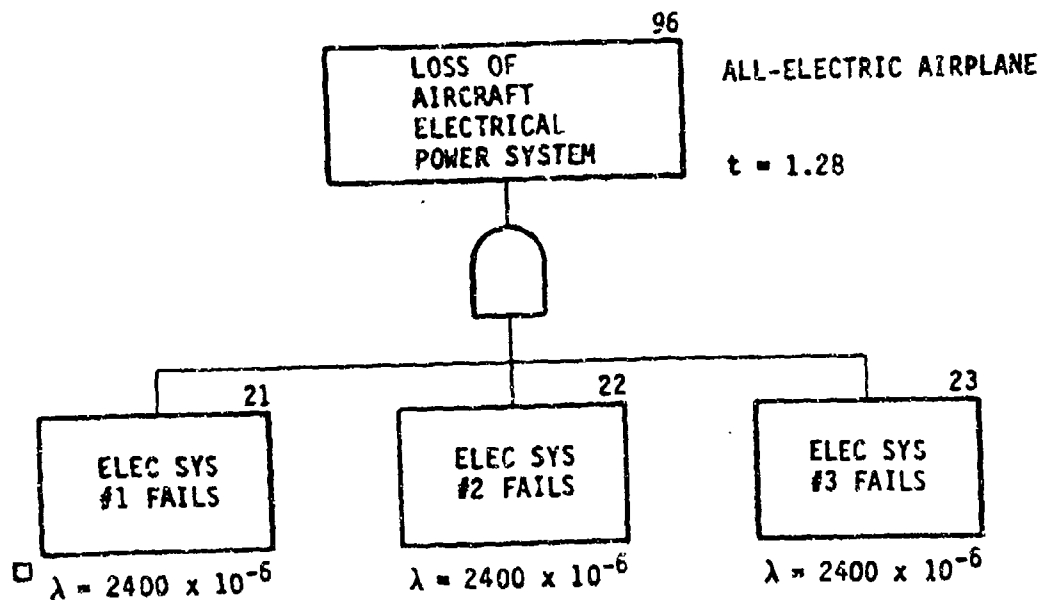 96
LOSS OF
AIRCRAFT
ELECTRICAL
POWER SYSTEM
ALL-ELECTRIC AIRPLANE
t = 1.28
21
ELEC SYS
#1 FAILS
λ = 2400 x 10⁻⁶
22
ELEC SYS
#2 FAILS
λ = 2400 x 10⁻⁶
23
ELEC SYS
#3 FAILS
λ = 2400 x 10⁻⁶